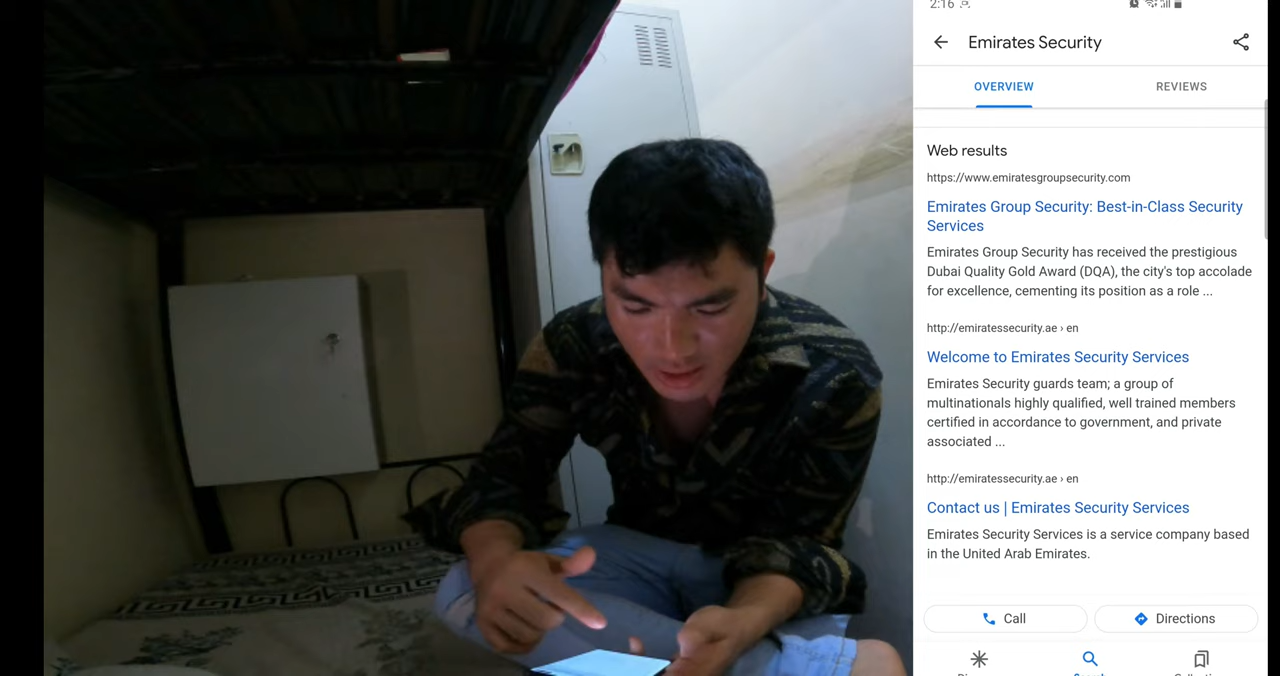 2:16
Emirates Security
OVERVIEW
REVIEWS
Web results
https://www.emiratesgroupsecurity.com
Emirates Group Security: Best-in-Class Security
Services
Emirates Group Security has received the prestigious
Dubai Quality Gold Award (DQA), the city's top accolade
for excellence, cementing its position as a role ...
http://emiratessecurity.ae › en
Welcome to Emirates Security Services
Emirates Security guards team; a group of
multinationals highly qualified, well trained members
certified in accordance to government, and private
associated ...
http://emiratessecurity.ae › en
Contact us | Emirates Security Services
Emirates Security Services is a service company based
in the United Arab Emirates.
Call
Directions